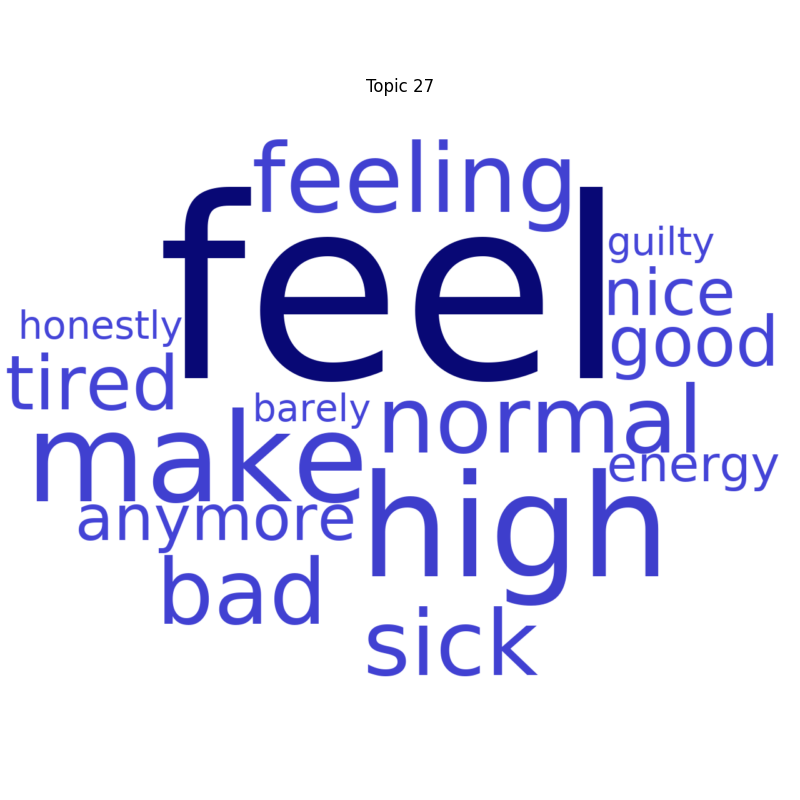 Topic 27
feeling
feel
guilty
nice
honestly
good
tired
barely
normal
make
energy
anymore
high
bad
sick